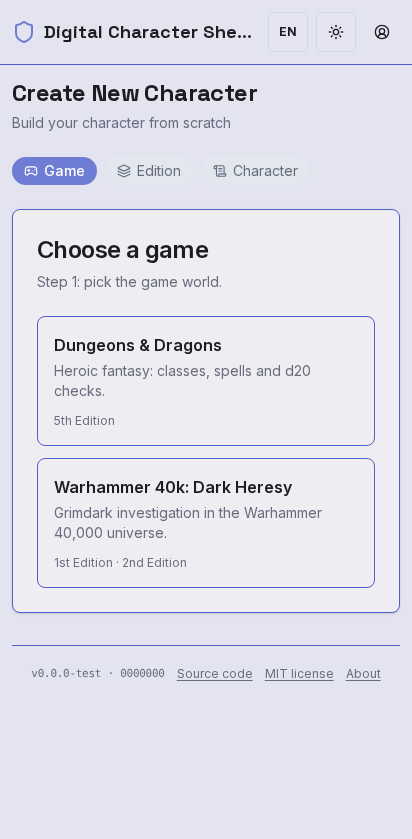 Digital Character She...
EN
Create New Character
Build your character from scratch
Game
Edition
Character
Choose a game
Step 1: pick the game world.
Dungeons & Dragons
Heroic fantasy: classes, spells and d20
checks.
5th Edition
Warhammer 40k: Dark Heresy
Grimdark investigation in the Warhammer
40,000 universe.
1st Edition · 2nd Edition
v0.0.0-test · 0000000 Source code MIT license About